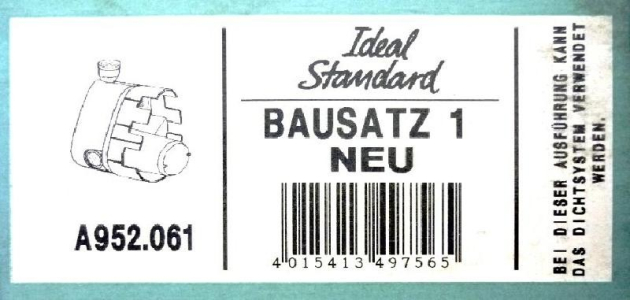 Ideal
Standard
BAUSATZ 1
NEU
A952.061
4 015413 497565
BEI DIESER AUSFÜHRUNG KANN
DAS DICHTSYSTEM VERWENDET
WERDEN.